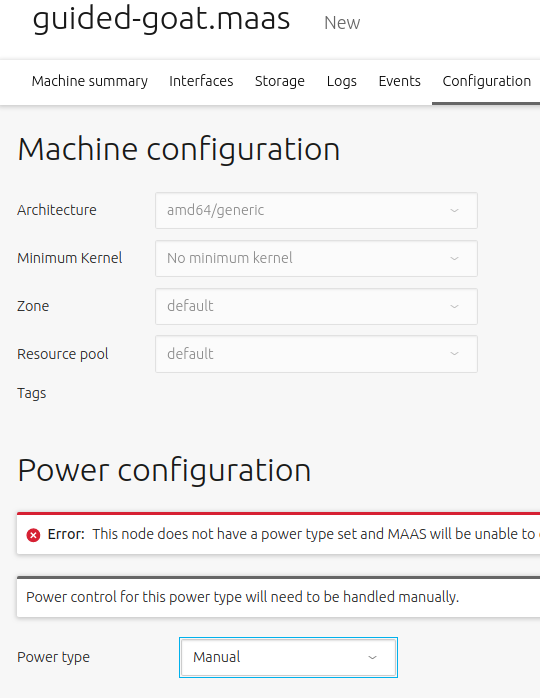 guided-goat.maas New
Machine summary Interfaces Storage Logs Events Configuration
Machine configuration
Architecture amd64/generic
Minimum Kernel No minimum kernel
Zone default
Resource pool default
Tags
Power configuration
Error: This node does not have a power type set and MAAS will be unable to
Power control for this power type will need to be handled manually.
Power type Manual